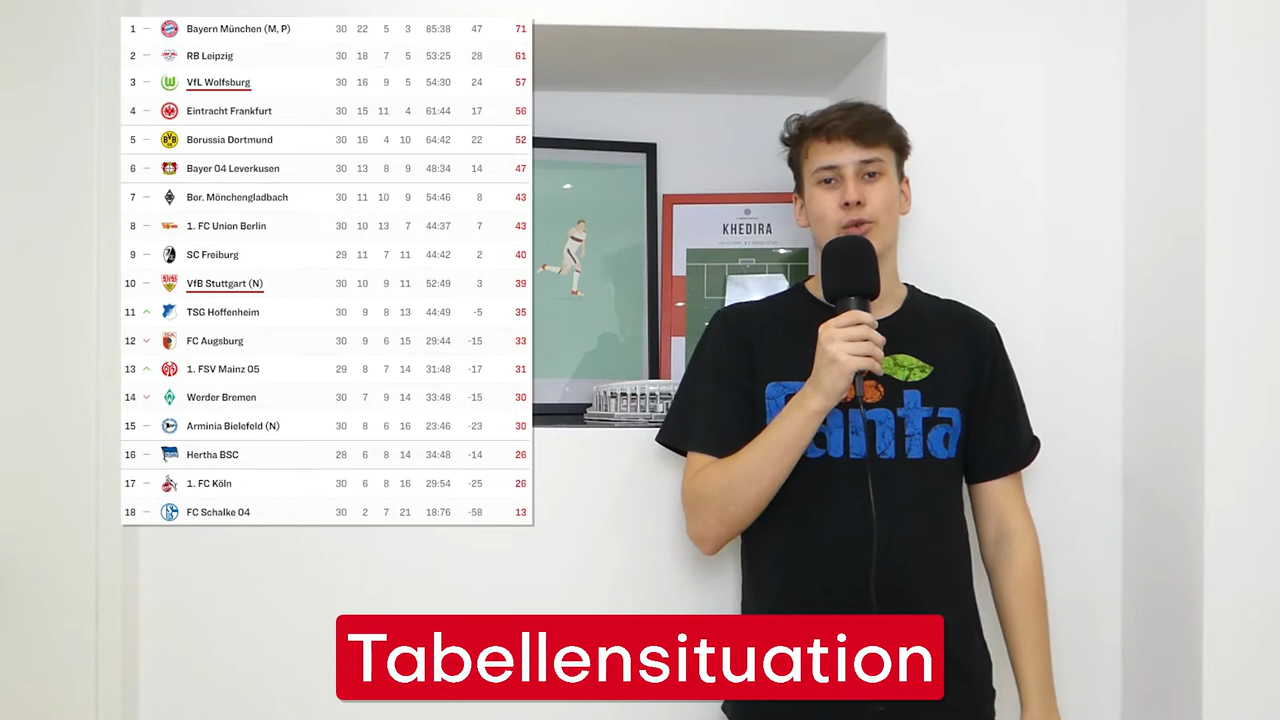 1 — Bayern München (M, P) 30 22 5 3 85:38 47 71
2 — RB Leipzig 30 18 7 5 53:25 28 61
3 — VfL Wolfsburg 30 16 9 5 54:30 24 57
4 — Eintracht Frankfurt 30 15 11 4 61:44 17 56
5 — Borussia Dortmund 30 16 4 10 64:42 22 52
6 — Bayer 04 Leverkusen 30 13 8 9 48:34 14 47
7 — Bor. Mönchengladbach 30 11 10 9 54:46 8 43
8 — 1. FC Union Berlin 30 10 13 7 44:37 7 43
9 — SC Freiburg 29 11 7 11 44:42 2 40
10 — VfB Stuttgart (N) 30 10 9 11 52:49 3 39
11 TSG Hoffenheim 30 9 8 13 44:49 -5 35
12 FC Augsburg 30 9 6 15 29:44 -15 33
13 1. FSV Mainz 05 29 8 7 14 31:48 -17 31
14 Werder Bremen 30 7 9 14 33:48 -15 30
15 — Arminia Bielefeld (N) 30 8 6 16 23:46 -23 30
16 — Hertha BSC 28 6 8 14 34:48 -14 26
17 — 1. FC Köln 30 6 8 16 29:54 -25 26
18 — FC Schalke 04 30 2 7 21 18:76 -58 13
KHEDIRA
Fanta
Tabellensituation